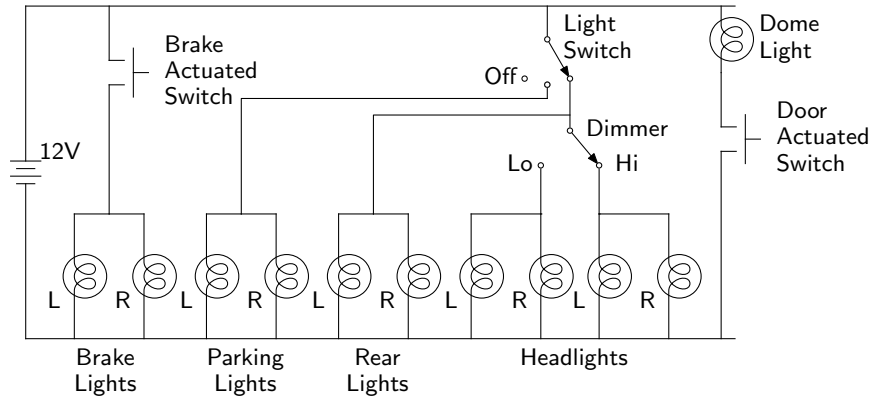 Light
Switch
Dome
Light
Brake
Actuated
Switch
Off
Door
Actuated
Switch
Dimmer
12V
Lo
Hi
L
R
L
R
L
R
L
R
L
R
Brake
Lights
Parking
Lights
Rear
Lights
Headlights